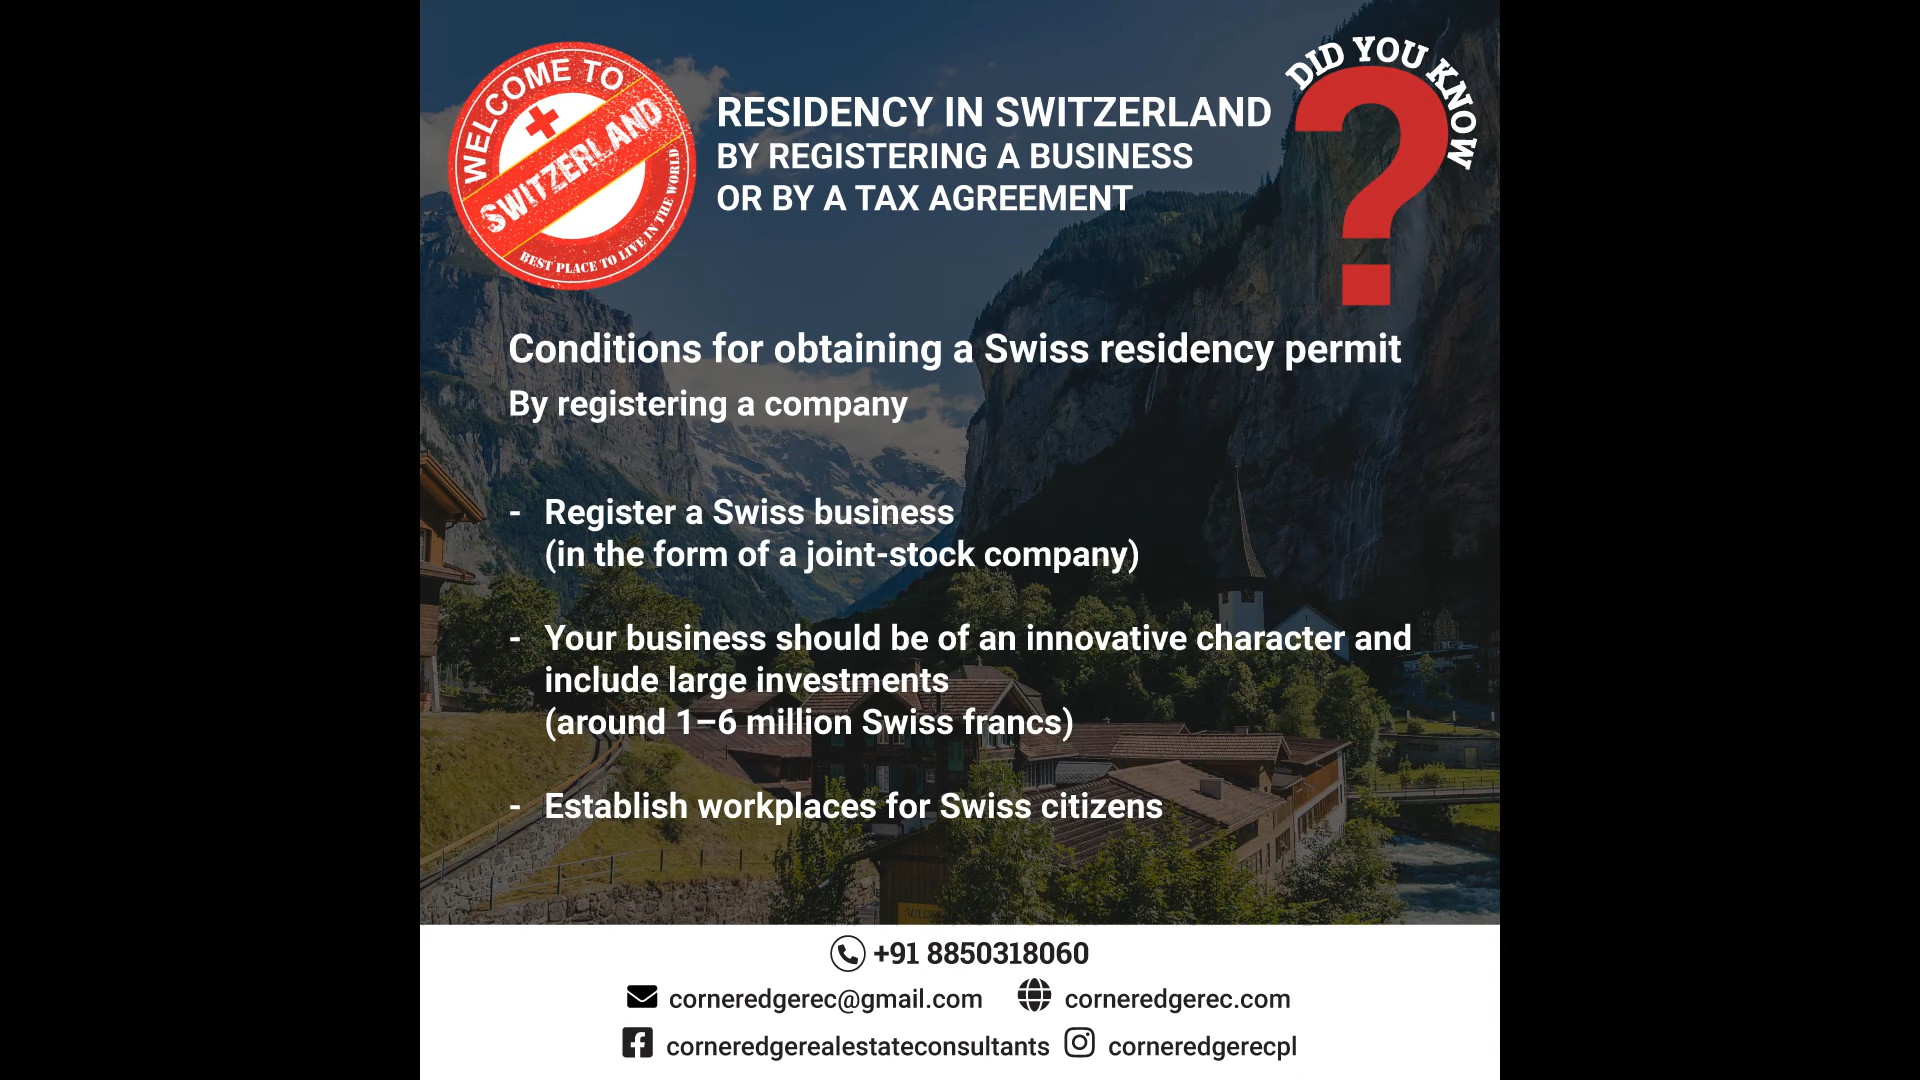 WELCOME TO
SWITZERLAND
BEST PLACE TO LIVE IN THE WORLD
RESIDENCY IN SWITZERLAND
BY REGISTERING A BUSINESS
OR BY A TAX AGREEMENT
DID YOU KNOW
?
Conditions for obtaining a Swiss residency permit
By registering a company
- Register a Swiss business
(in the form of a joint-stock company)
- Your business should be of an innovative character and
include large investments
(around 1–6 million Swiss francs)
- Establish workplaces for Swiss citizens
+91 8850318060
corneredgerec@gmail.com
corneredgerec.com
corneredgerealestateconsultants
corneredgerecpl